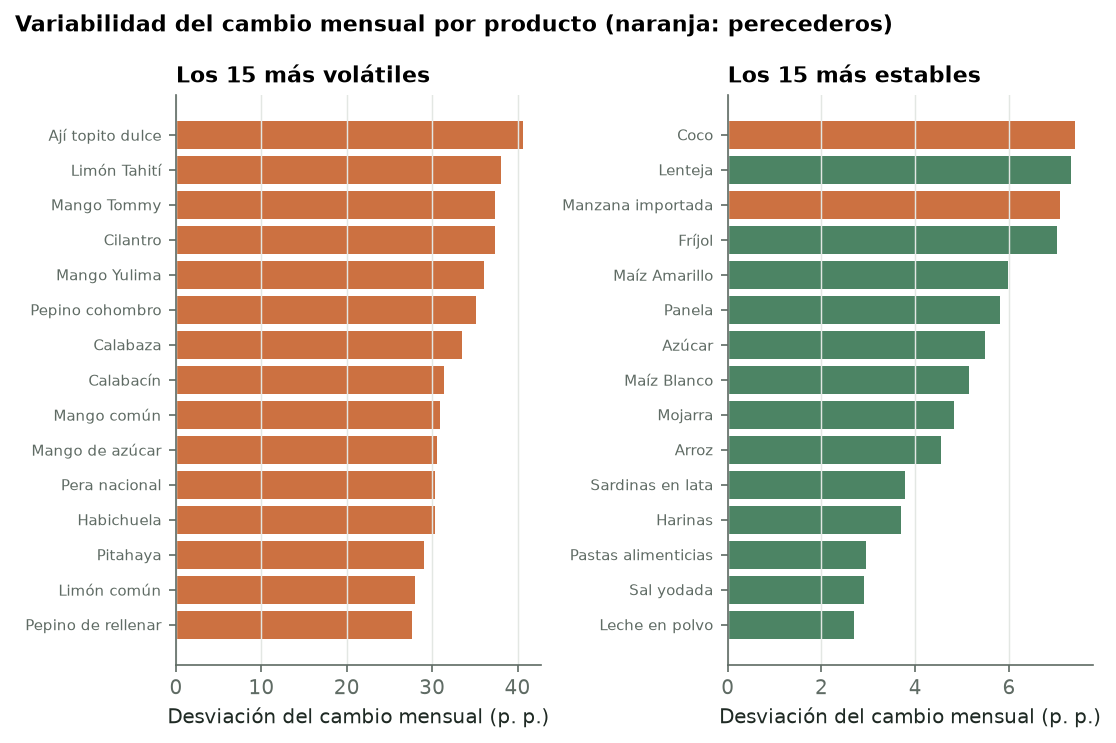 Variabilidad del cambio mensual por producto (naranja: perecederos)
Los 15 más volátiles
Ají topito dulce
Limón Tahití
Mango Tommy
Cilantro
Mango Yulima
Pepino cohombro
Calabaza
Calabacín
Mango común
Mango de azúcar
Pera nacional
Habichuela
Pitahaya
Limón común
Pepino de rellenar
0 10 20 30 40
Desviación del cambio mensual (p. p.)
Los 15 más estables
Coco
Lenteja
Manzana importada
Fríjol
Maíz Amarillo
Panela
Azúcar
Maíz Blanco
Mojarra
Arroz
Sardinas en lata
Harinas
Pastas alimenticias
Sal yodada
Leche en polvo
0 2 4 6
Desviación del cambio mensual (p. p.)